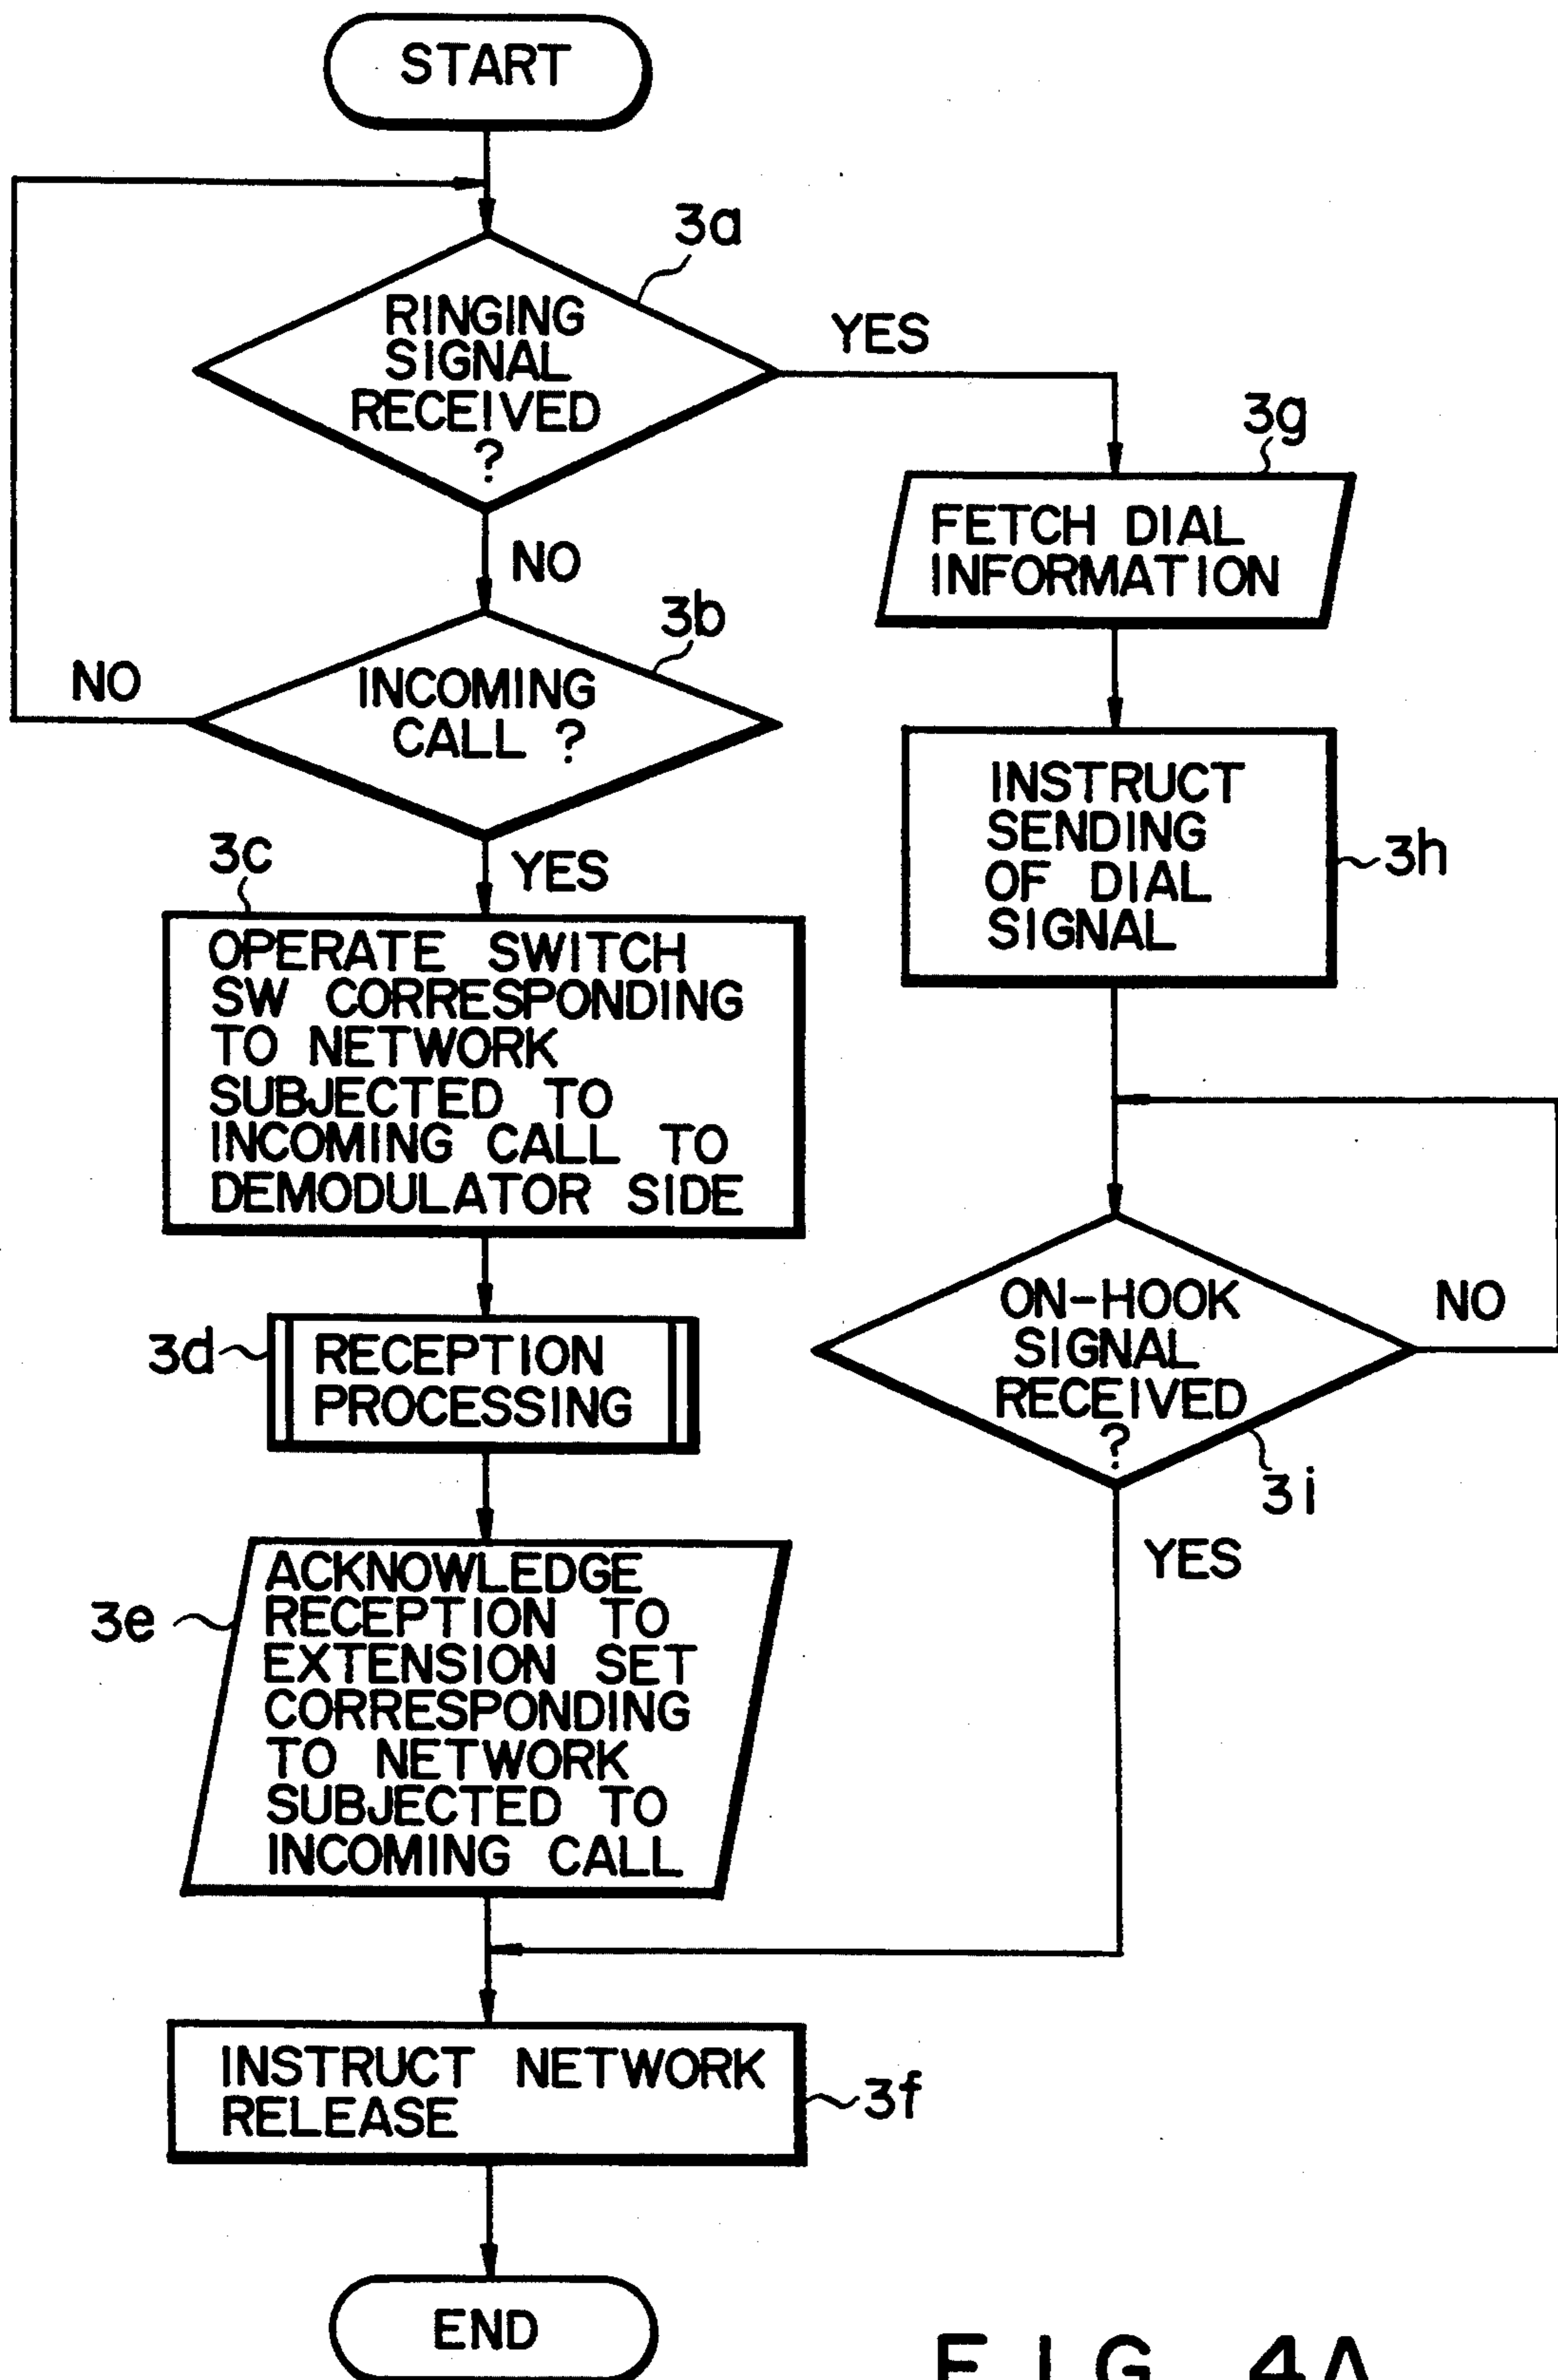 START
3a
RINGING
SIGNAL
RECEIVED
?
YES
NO
3g
FETCH DIAL
INFORMATION
3b
INCOMING
CALL ?
NO
YES
3h
INSTRUCT
SENDING
OF DIAL
SIGNAL
3c
OPERATE SWITCH
SW CORRESPONDING
TO NETWORK
SUBJECTED TO
INCOMING CALL TO
DEMODULATOR SIDE
3d
RECEPTION
PROCESSING
ON-HOOK
SIGNAL
RECEIVED
?
NO
3i
YES
3e
ACKNOWLEDGE
RECEPTION TO
EXTENSION SET
CORRESPONDING
TO NETWORK
SUBJECTED TO
INCOMING CALL
INSTRUCT NETWORK
RELEASE
3f
END
FIG. 4A